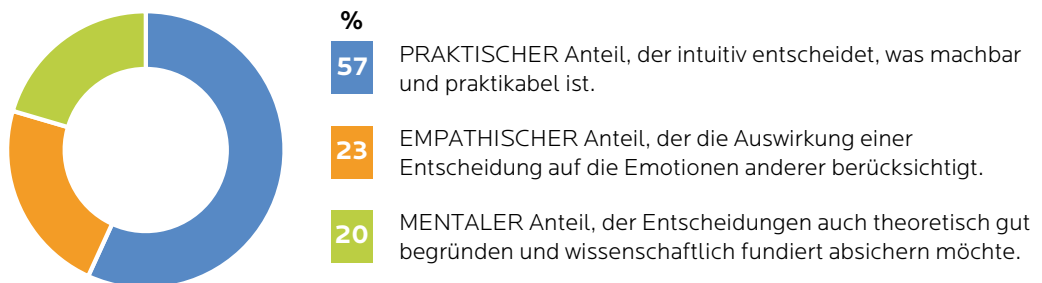 %
57
PRAKTISCHER Anteil, der intuitiv entscheidet, was machbar
und praktikabel ist.
23
EMPATHISCHER Anteil, der die Auswirkung einer
Entscheidung auf die Emotionen anderer berücksichtigt.
20
MENTALER Anteil, der Entscheidungen auch theoretisch gut
begründen und wissenschaftlich fundiert absichern möchte.